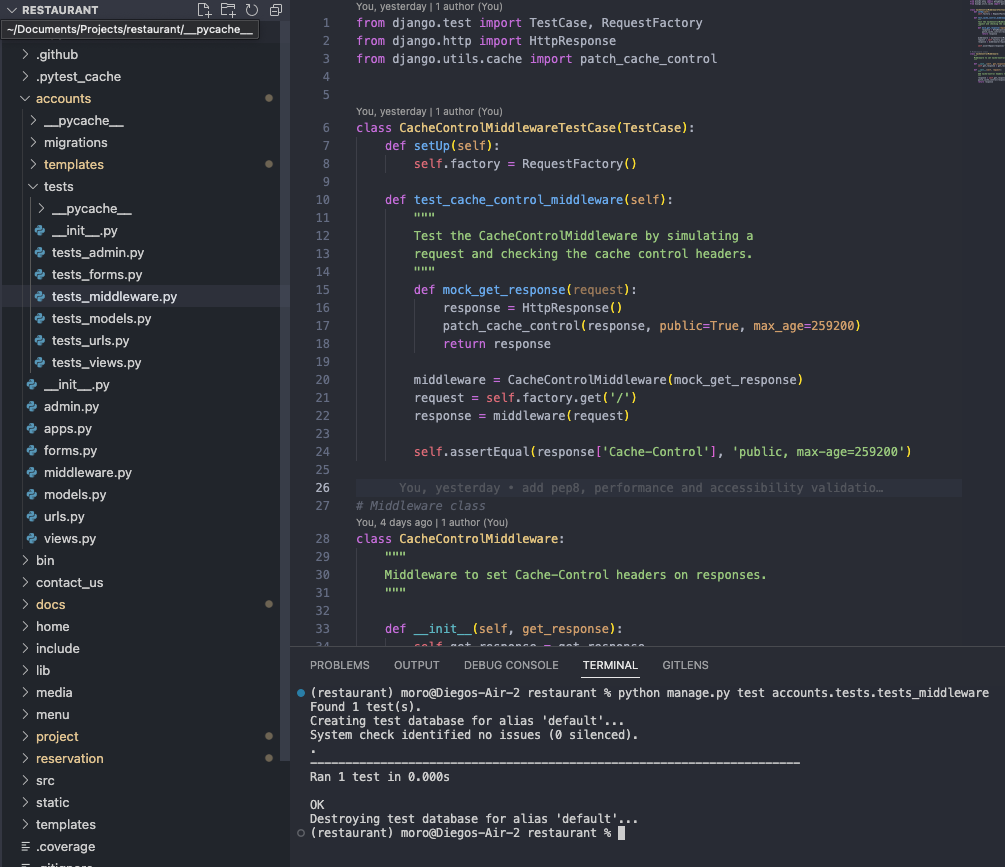 RESTAURANT
~/Documents/Projects/restaurant/__pycache__
.github
.pytest_cache
accounts
__pycache__
migrations
templates
tests
__pycache__
__init__.py
tests_admin.py
tests_forms.py
tests_middleware.py
tests_models.py
tests_urls.py
tests_views.py
__init__.py
admin.py
apps.py
forms.py
middleware.py
models.py
urls.py
views.py
bin
contact_us
docs
home
include
lib
media
menu
project
reservation
src
static
templates
.coverage
You, yesterday | 1 author (You)
1 from django.test import TestCase, RequestFactory
2 from django.http import HttpResponse
3 from django.utils.cache import patch_cache_control
4
5
You, yesterday | 1 author (You)
6 class CacheControlMiddlewareTestCase(TestCase):
7 def setUp(self):
8 self.factory = RequestFactory()
9
10 def test_cache_control_middleware(self):
11 """
12 Test the CacheControlMiddleware by simulating a
13 request and checking the cache control headers.
14 """
15 def mock_get_response(request):
16 response = HttpResponse()
17 patch_cache_control(response, public=True, max_age=259200)
18 return response
19
20 middleware = CacheControlMiddleware(mock_get_response)
21 request = self.factory.get('/')
22 response = middleware(request)
23
24 self.assertEqual(response['Cache-Control'], 'public, max-age=259200')
25
26 You, yesterday • add pep8, performance and accessibility validatio…
27 # Middleware class
You, 4 days ago | 1 author (You)
28 class CacheControlMiddleware:
29 """
30 Middleware to set Cache-Control headers on responses.
31 """
32
33 def __init__(self, get_response):
34 self.get_response = get_response
PROBLEMS OUTPUT DEBUG CONSOLE TERMINAL GITLENS
(restaurant) moro@Diegos-Air-2 restaurant % python manage.py test accounts.tests.tests_middleware
Found 1 test(s).
Creating test database for alias 'default'...
System check identified no issues (0 silenced).
.
----------------------------------------------------------------------
Ran 1 test in 0.000s
OK
Destroying test database for alias 'default'...
(restaurant) moro@Diegos-Air-2 restaurant %